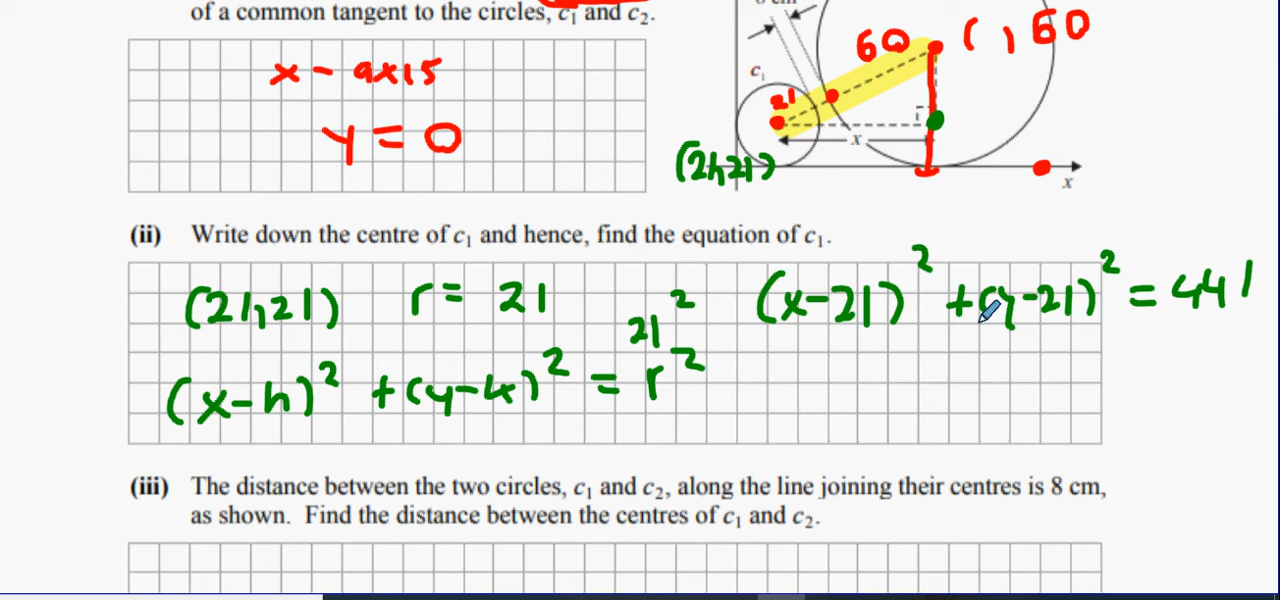 of a common tangent to the circles, c₁ and c₂.
x - axis
y = 0
c₁
21
60 ( , 60
r
x
(21,21)
x
(ii) Write down the centre of c₁ and hence, find the equation of c₁.
(21,21) r = 21 (x-21)² + (y-21)² = 441
21²
(x-h)² + (y-k)² = r²
(iii) The distance between the two circles, c₁ and c₂, along the line joining their centres is 8 cm,
as shown. Find the distance between the centres of c₁ and c₂.